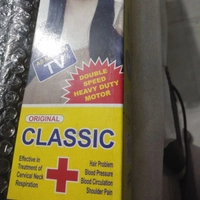 AS SEEN ON
TV
DOUBLE
SPEED
HEAVY DUTY
MOTOR
ORIGINAL
CLASSIC
Effective in
Treatment of
Cervical Neck
Respiration
Hair Problem
Blood Pressure
Blood Circulation
Shoulder Pain